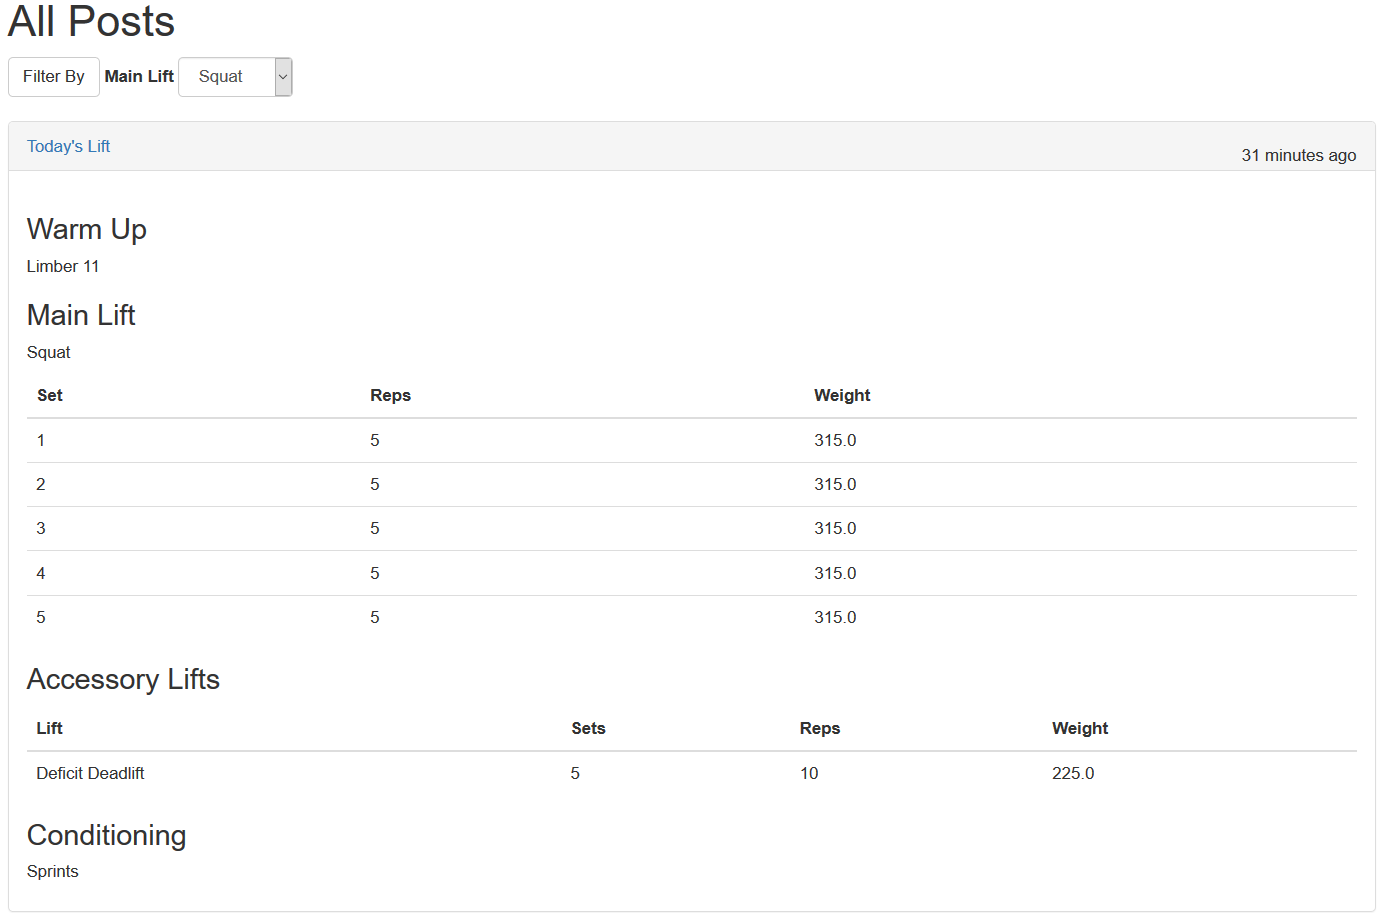 All Posts
Filter By Main Lift Squat
Today's Lift
31 minutes ago
Warm Up
Limber 11
Main Lift
Squat
Set Reps Weight
1 5 315.0
2 5 315.0
3 5 315.0
4 5 315.0
5 5 315.0
Accessory Lifts
Lift Sets Reps Weight
Deficit Deadlift 5 10 225.0
Conditioning
Sprints